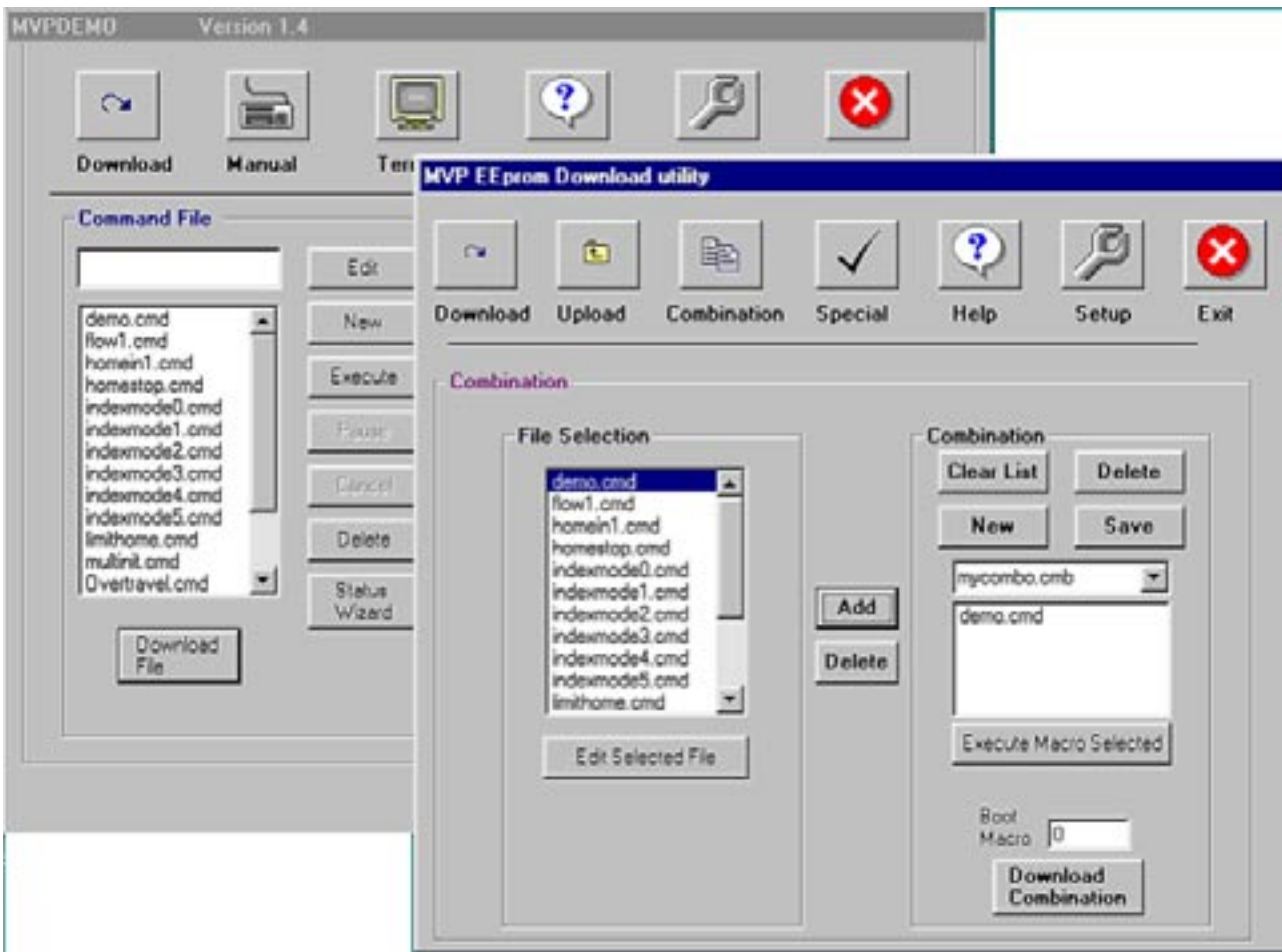 MVPDEMO Version 1.4
Download Manual
Command File
Edit
New
Execute
Pause
Cancel
Delete
Status
Wizard
demo.cmd
flow1.cmd
homein1.cmd
homestop.cmd
indexmode0.cmd
indexmode1.cmd
indexmode2.cmd
indexmode3.cmd
indexmode4.cmd
indexmode5.cmd
limithome.cmd
multinit.cmd
Overtravel.cmd
Download
File
MVP EEprom Download utility
Download Upload Combination Special Help Setup Exit
Combination
File Selection
demo.cmd
flow1.cmd
homein1.cmd
homestop.cmd
indexmode0.cmd
indexmode1.cmd
indexmode2.cmd
indexmode3.cmd
indexmode4.cmd
indexmode5.cmd
limithome.cmd
Edit Selected File
Add
Delete
Combination
Clear List Delete
New Save
mycombo.cmb
demo.cmd
Execute Macro Selected
Boot
Macro 0
Download
Combination